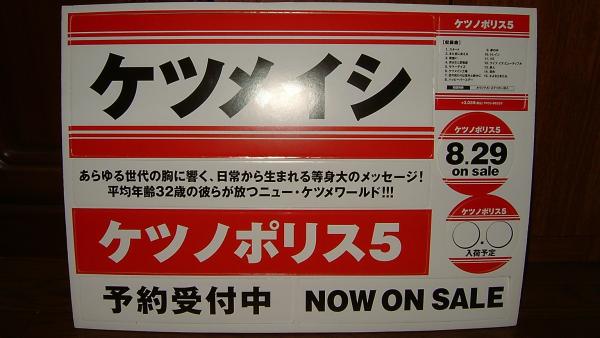 ケツメイシ
あらゆる世代の胸に響く、日常から生まれる等身大のメッセージ!
平均年齢32歳の彼らが放つニュー・ケツメワールド!!!
ケツノポリス5
予約受付中
NOW ON SALE
ケツノポリス5
ケツノポリス5
8.29
on sale
ケツノポリス5
○.○
入荷予定